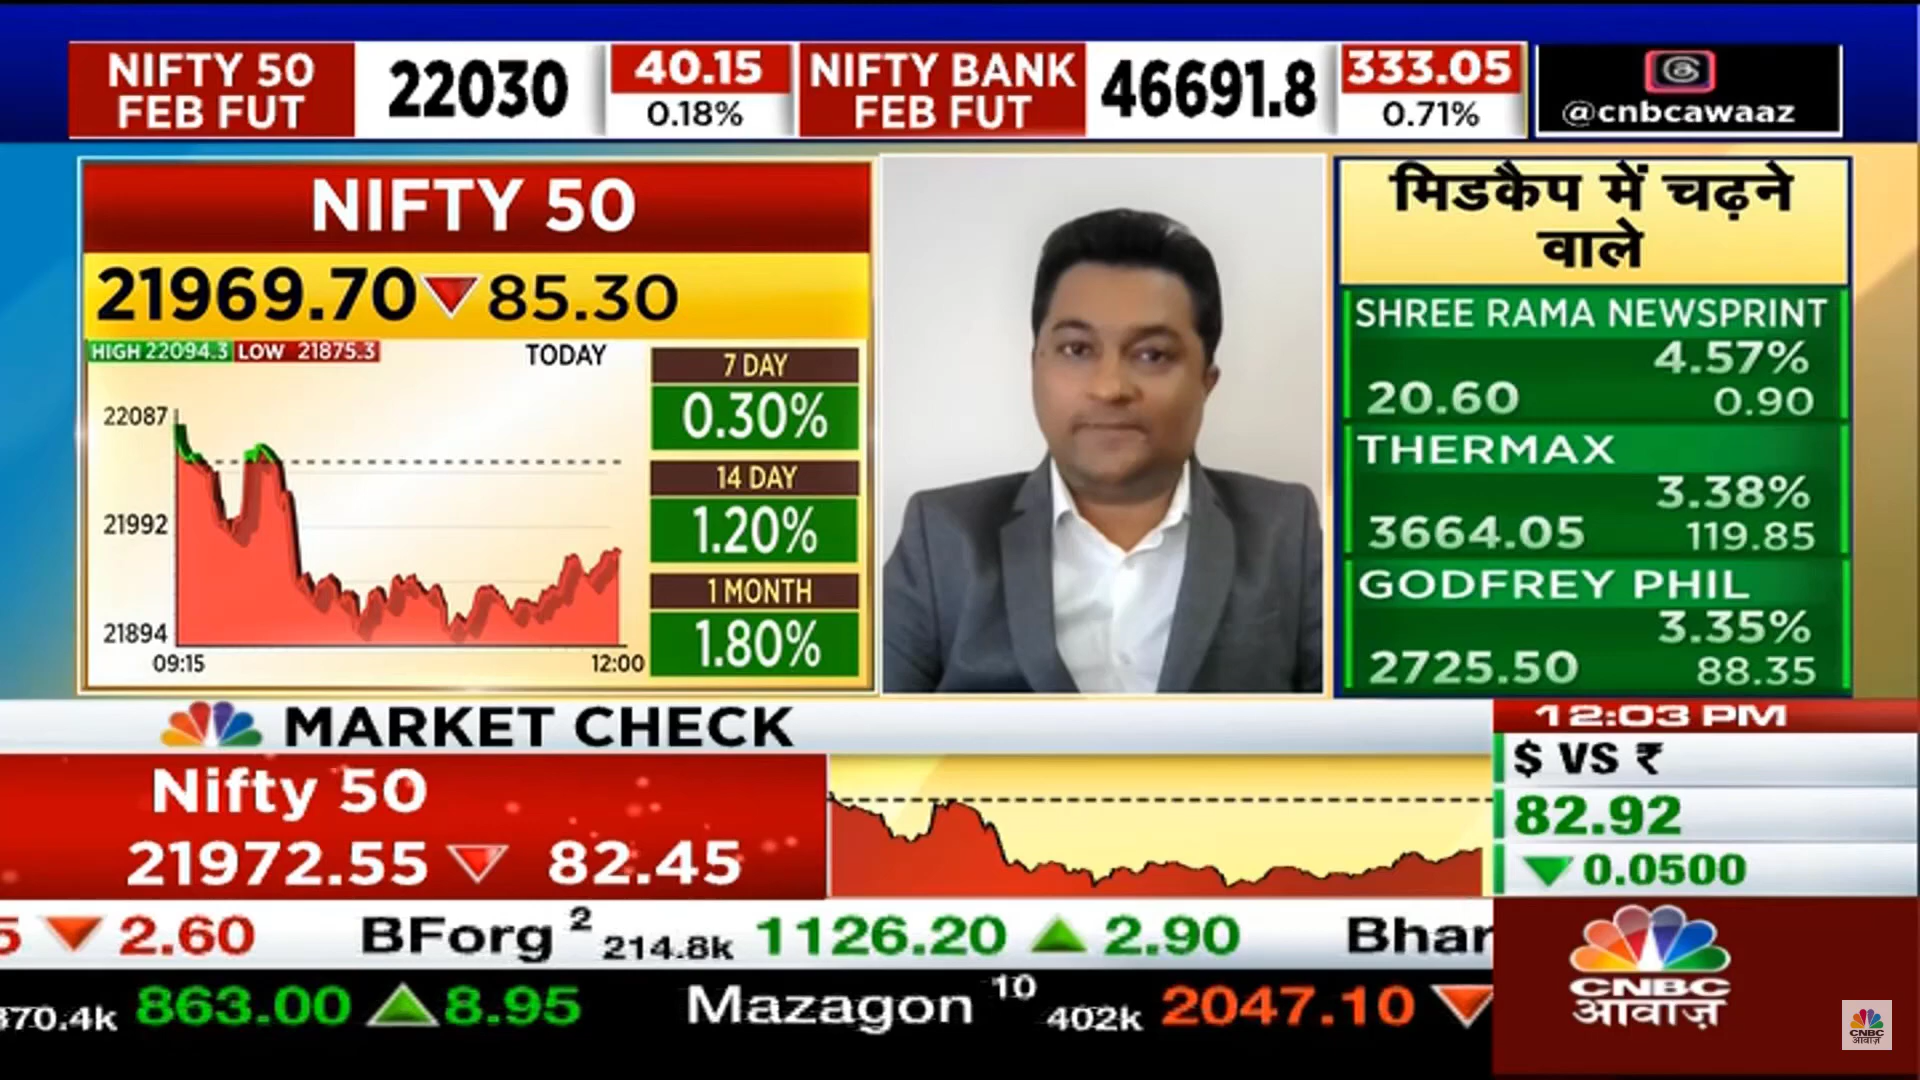 NIFTY 50
FEB FUT
22030
40.15
0.18%
NIFTY BANK
FEB FUT
46691.8
333.05
0.71%
@cnbcawaaz
NIFTY 50
21969.70 85.30
HIGH 22094.3 LOW 21875.3
TODAY
22087
21992
21894
09:15 12:00
7 DAY
0.30%
14 DAY
1.20%
1 MONTH
1.80%
मिडकैप में चढ़ने
वाले
SHREE RAMA NEWSPRINT
4.57%
20.60 0.90
THERMAX
3.38%
3664.05 119.85
GODFREY PHIL
3.35%
2725.50 88.35
MARKET CHECK
Nifty 50
21972.55 82.45
12:03 PM
$ VS ₹
82.92
0.0500
5 2.60 BForg 2 214.8k 1126.20 2.90 Bhar
370.4k 863.00 8.95 Mazagon 10 402k 2047.10
CNBC
आवाज़
CNBC
आवाज़